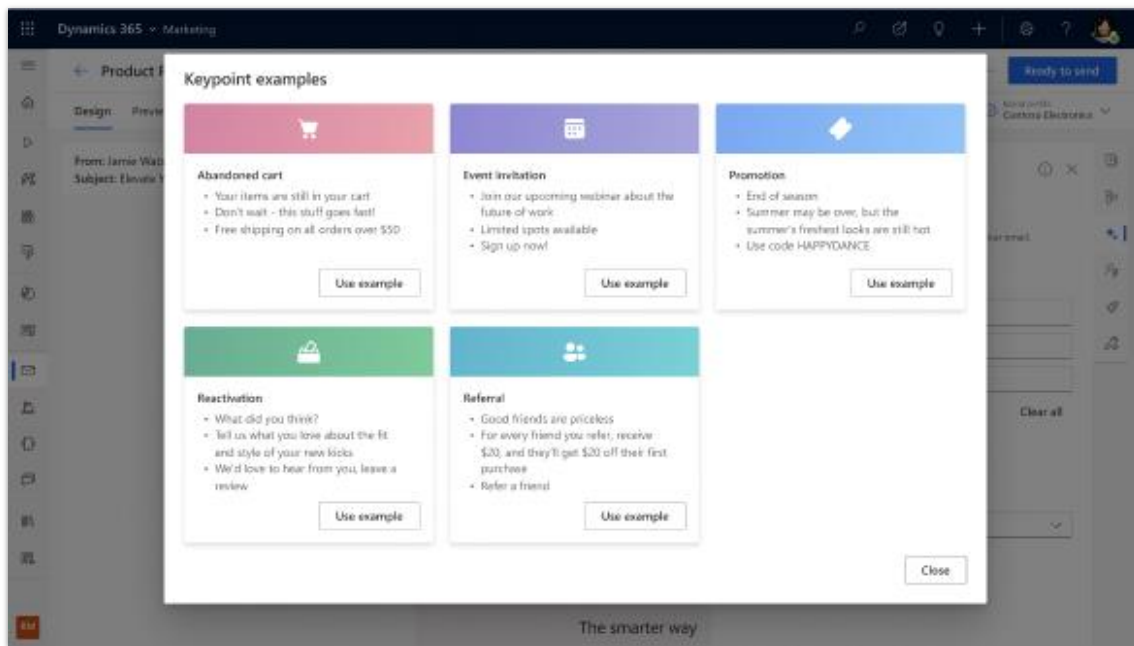 Dynamics 365
Marketing
Product
Ready to send
Design
From: Jamie
Subject: Elevate
Contoso Electronics
Keypoint examples
Abandoned cart
• Your items are still in your cart
• Don't wait - this stuff goes fast!
• Free shipping on all orders over $50
Use example
Event invitation
• Join our upcoming webinar about the
future of work
• Limited spots available
• Sign up now!
Use example
Promotion
• End of season
• Summer may be over, but the
summer's freshest looks are still hot
• Use code HAPPYDANCE
Use example
Reactivation
• What did you think?
• Tell us what you love about the fit
and style of your new kicks
• We'd love to hear from you, leave a
review
Use example
Referral
• Good friends are priceless
• For every friend you refer, receive
$20, and they'll get $20 off their first
purchase
• Refer a friend
Use example
Close
email.
Clear all
The smarter way